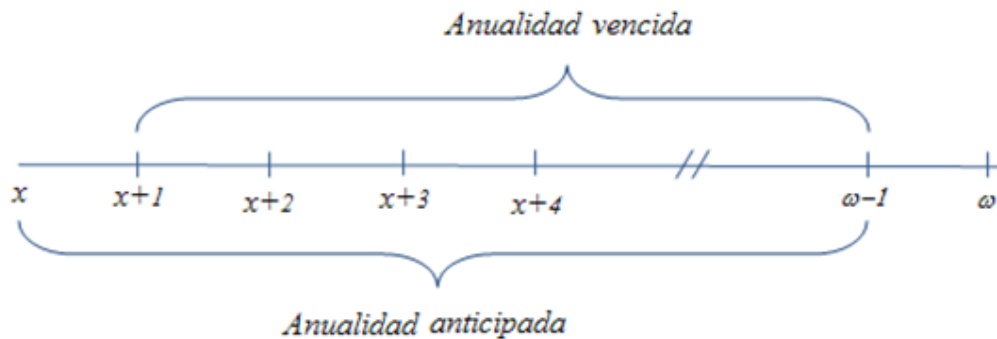 Anualidad vencida
x x+1 x+2 x+3 x+4 ω-1 ω
Anualidad anticipada